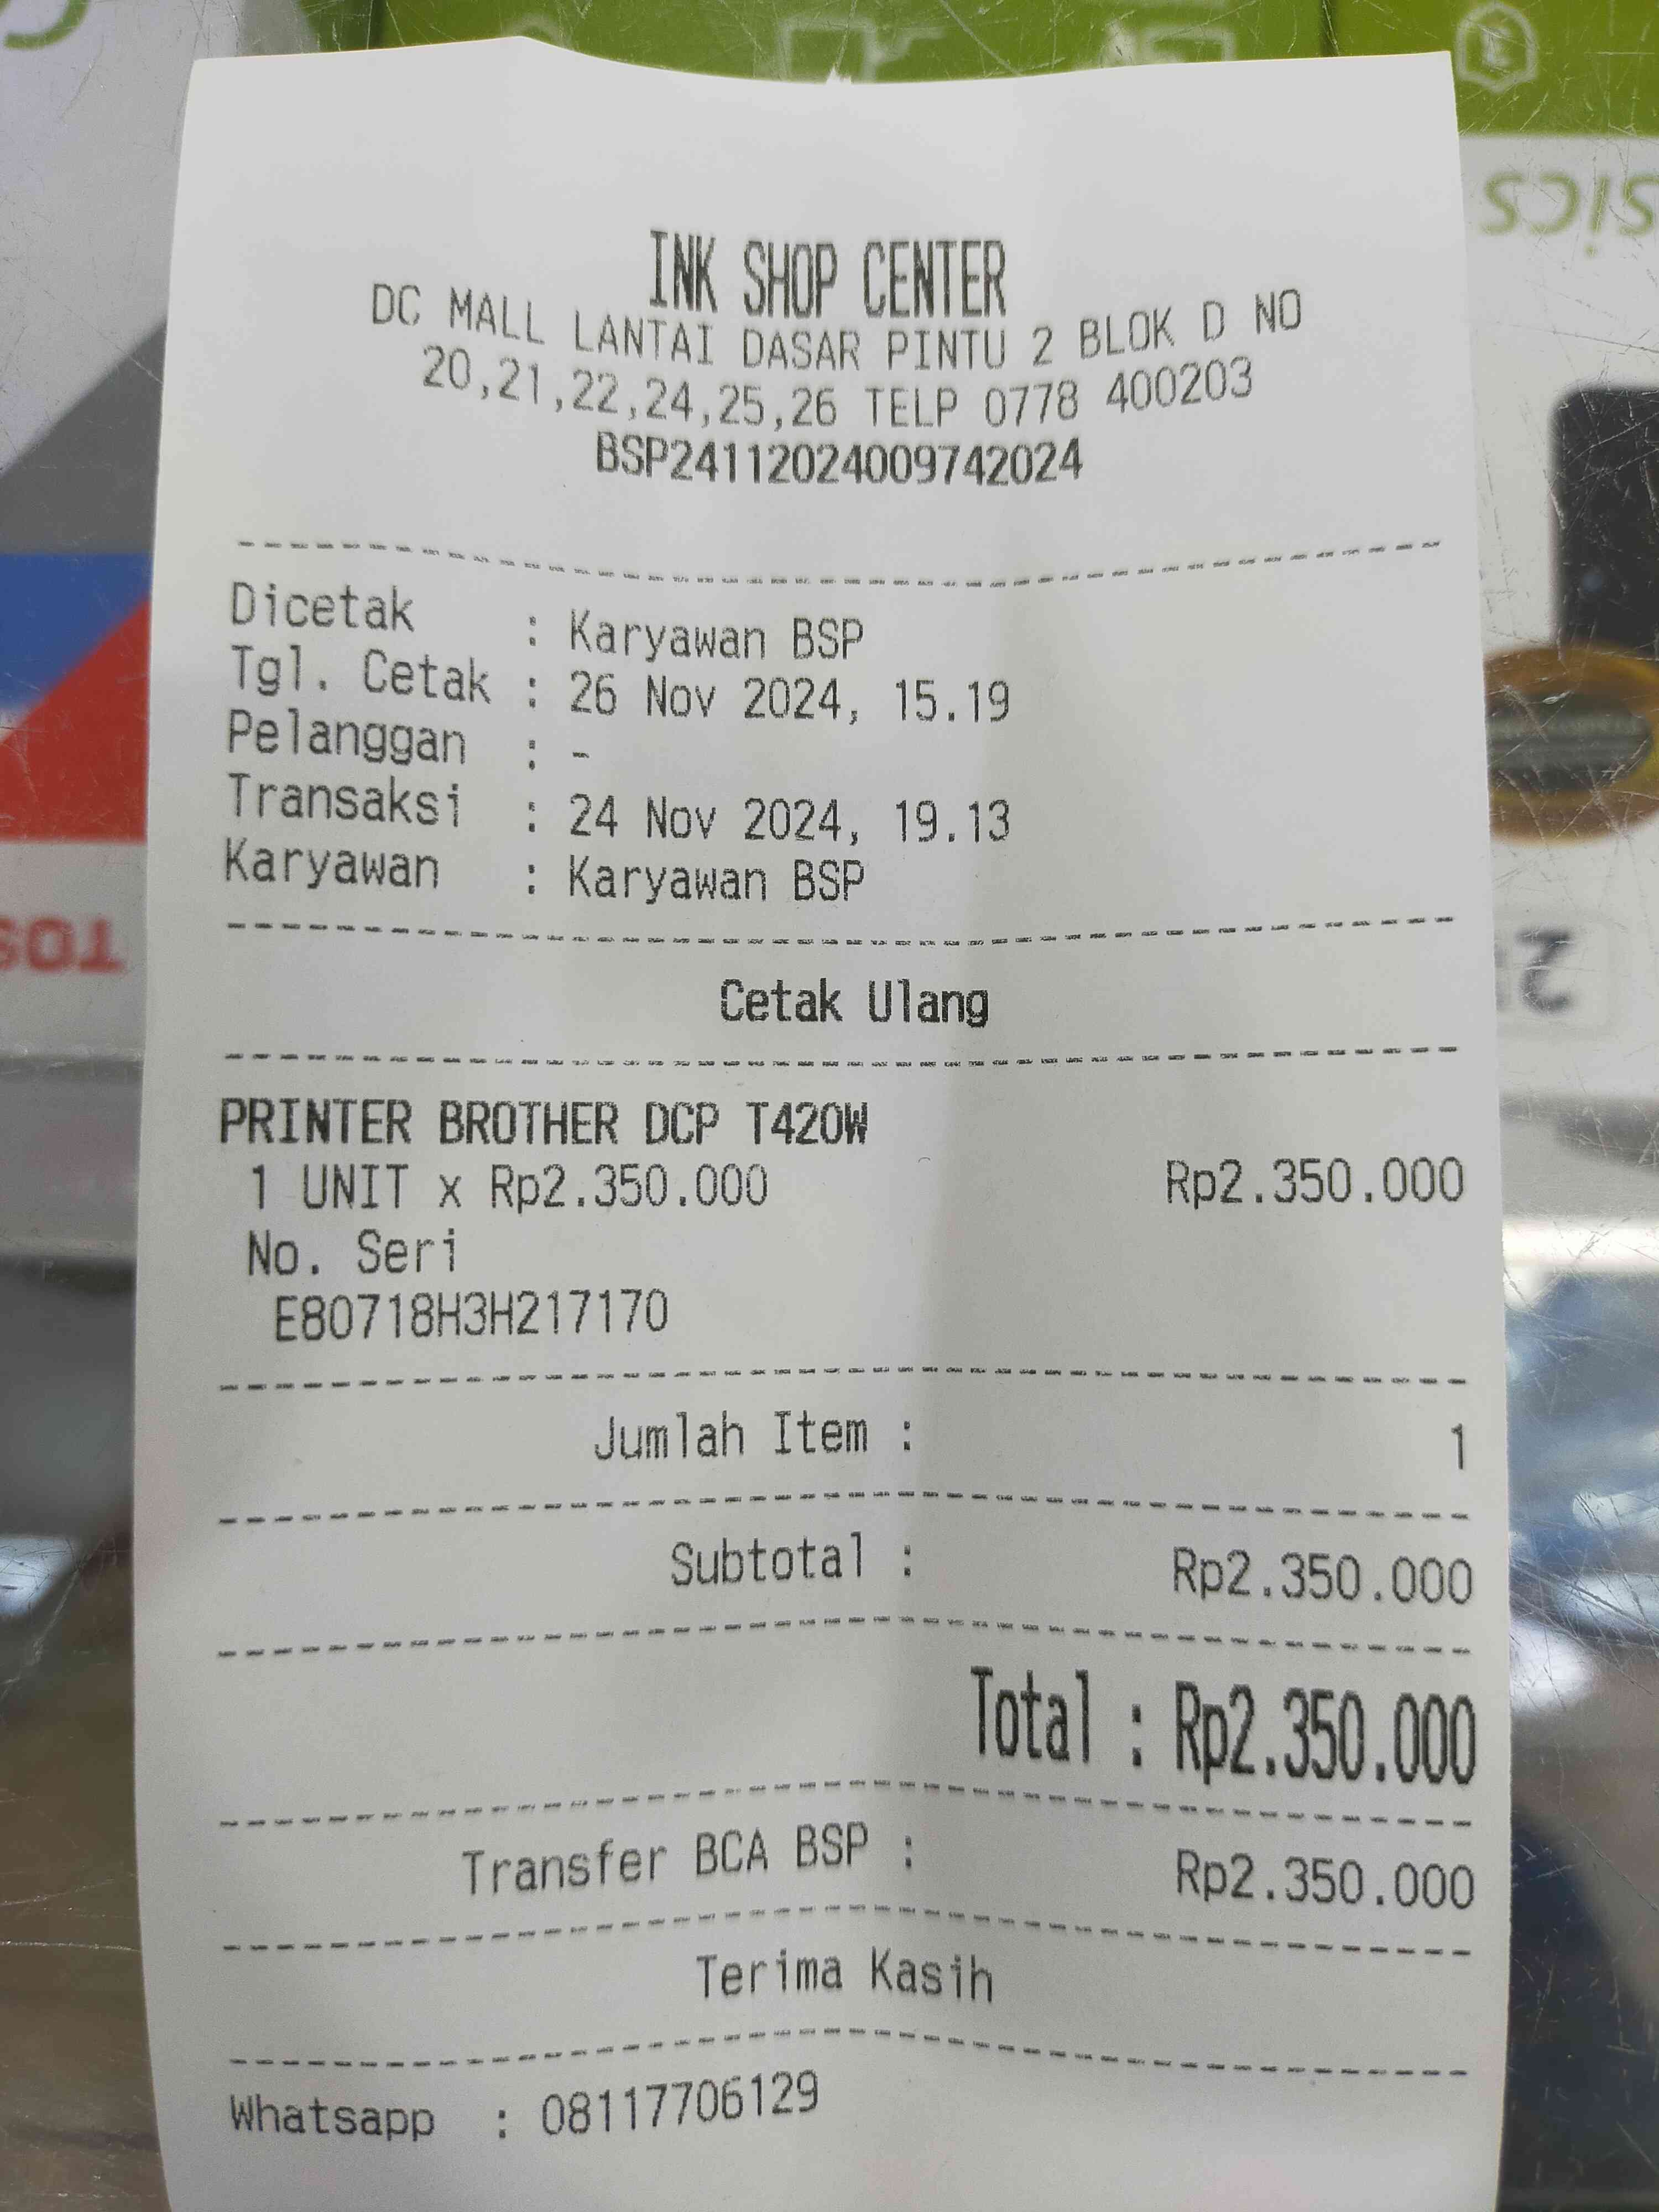 INK SHOP CENTER
DC MALL LANTAI DASAR PINTU 2 BLOK D NO
20,21,22,24,25,26 TELP 0778 400203
BSP24112024009742024
Dicetak : Karyawan BSP
Tgl. Cetak : 26 Nov 2024, 15.19
Pelanggan : -
Transaksi : 24 Nov 2024, 19.13
Karyawan : Karyawan BSP
Cetak Ulang
PRINTER BROTHER DCP T420W
1 UNIT x Rp2.350.000 Rp2.350.000
No. Seri
E80718H3H217170
Jumlah Item : 1
Subtotal : Rp2.350.000
Total : Rp2.350.000
Transfer BCA BSP : Rp2.350.000
Terima Kasih
Whatsapp : 08117706129
sics
TOS
2